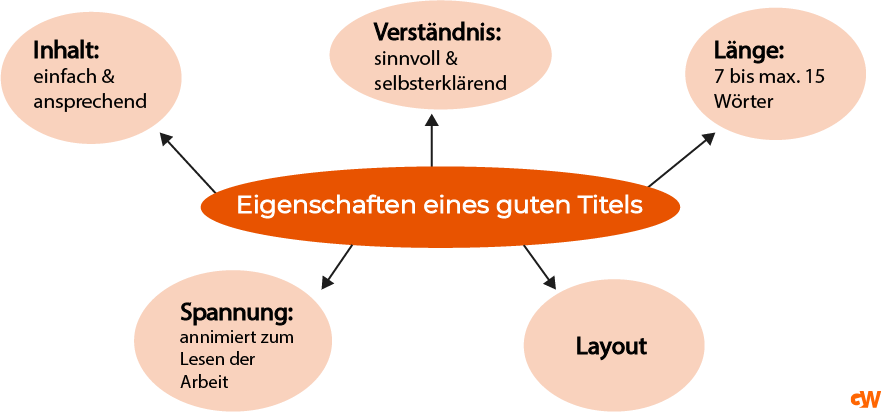 Inhalt:
einfach &
ansprechend
Verständnis:
sinnvoll &
selbsterklärend
Länge:
7 bis max. 15
Wörter
Eigenschaften eines guten Titels
Spannung:
annimiert zum
Lesen der
Arbeit
Layout
GW